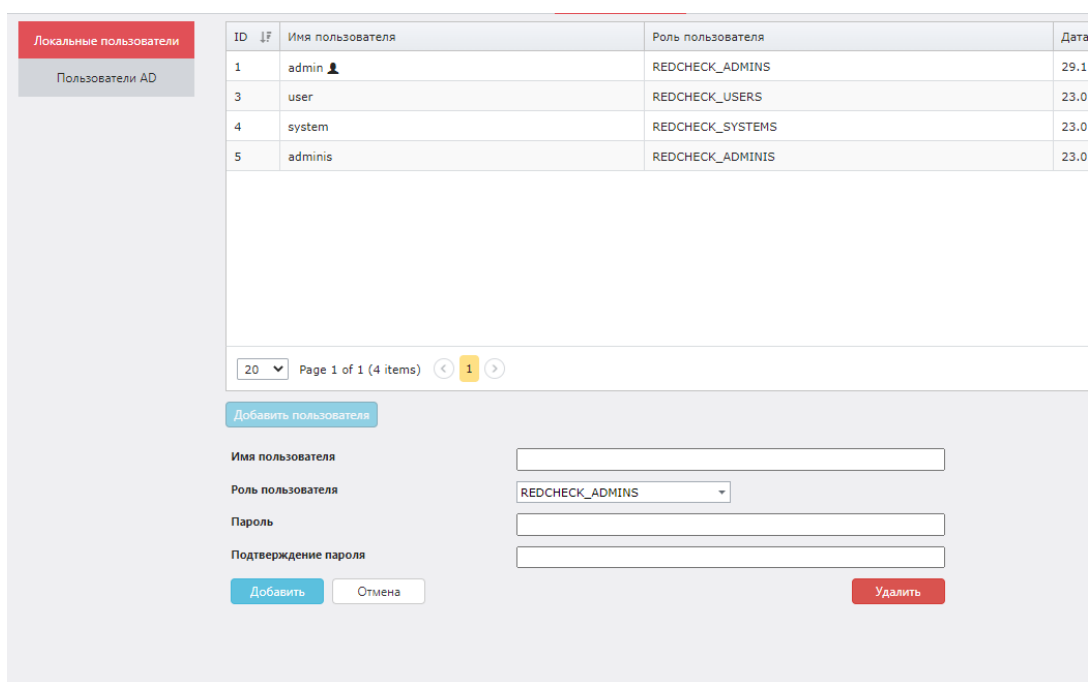 Локальные пользователи
Пользователи AD
ID Имя пользователя Роль пользователя Дата
1 admin REDCHECK_ADMINS 29.1
3 user REDCHECK_USERS 23.0
4 system REDCHECK_SYSTEMS 23.0
5 adminis REDCHECK_ADMINIS 23.0
20 Page 1 of 1 (4 items) 1
Добавить пользователя
Имя пользователя
Роль пользователя REDCHECK_ADMINS
Пароль
Подтверждение пароля
Добавить Отмена Удалить